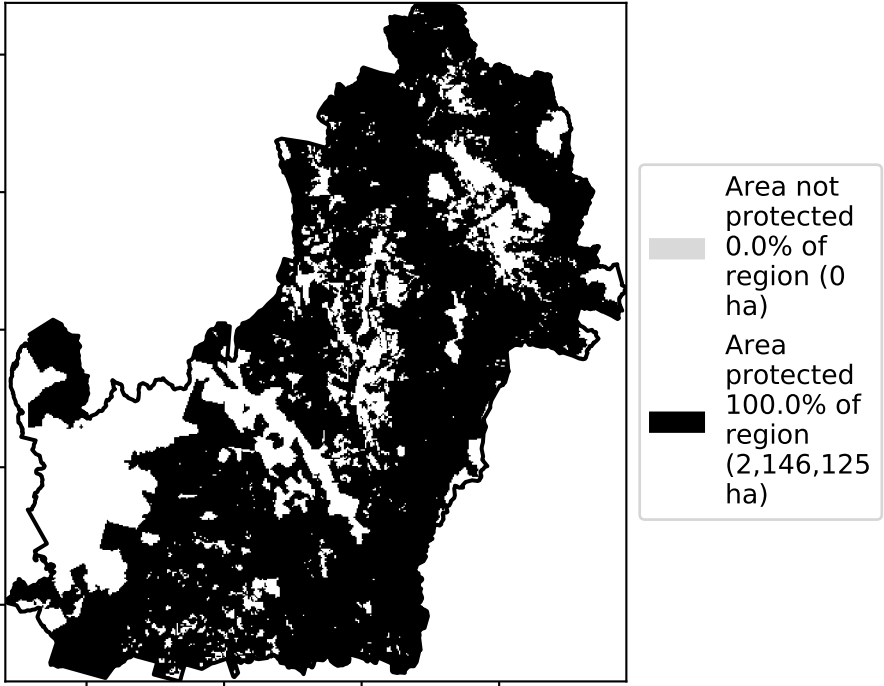 Area not
protected
0.0% of
region (0
ha)
Area
protected
100.0% of
region
(2,146,125
ha)